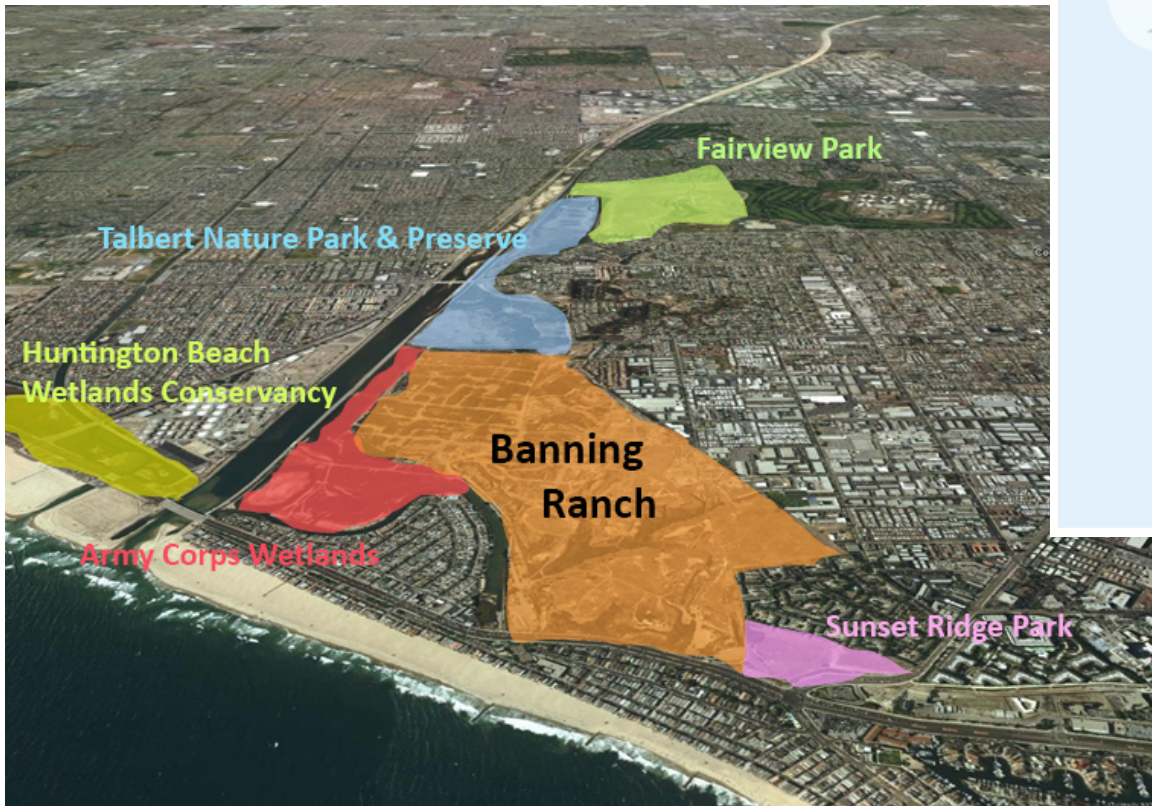 Fairview Park
Talbert Nature Park & Preserve
Huntington Beach
Wetlands Conservancy
Banning
Ranch
Army Corps Wetlands
Sunset Ridge Park